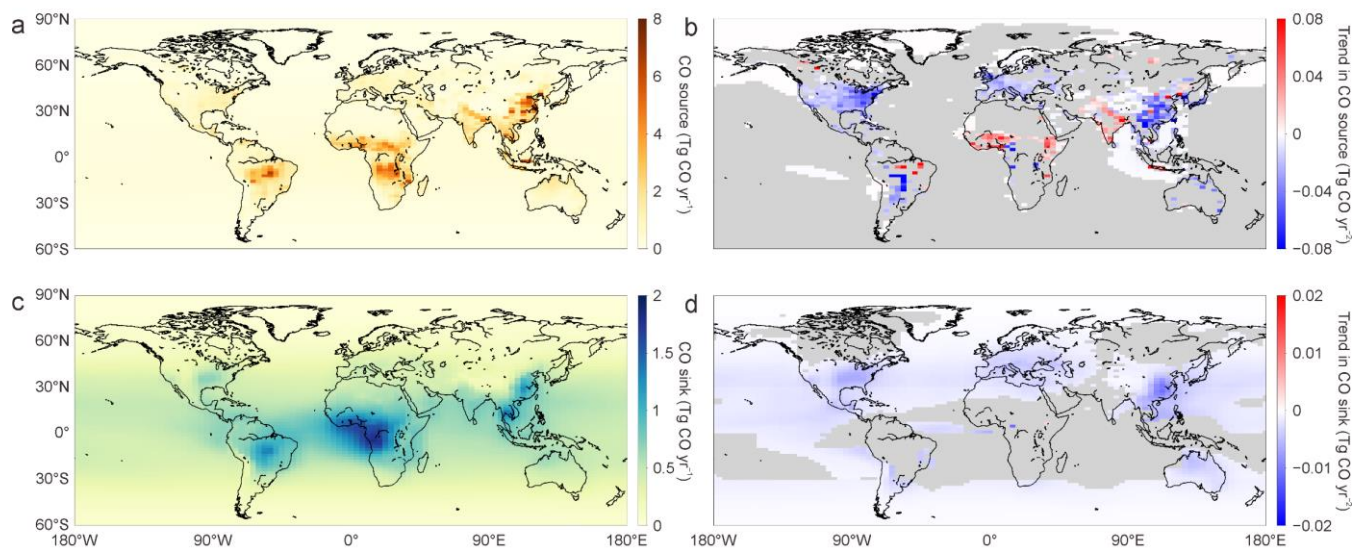 a
90°N
60°N
30°N
0°
30°S
60°S
8
6
4
2
0
CO source (Tg CO yr⁻¹)
b
0.08
0.04
0
−0.04
−0.08
Trend in CO source (Tg CO yr⁻²)
c
90°N
60°N
30°N
0°
30°S
60°S
180°W
90°W
0°
90°E
180°E
2
1.5
1
0.5
0
CO sink (Tg CO yr⁻¹)
d
180°W
90°W
0°
90°E
180°E
0.02
0.01
0
−0.01
−0.02
Trend in CO sink (Tg CO yr⁻²)